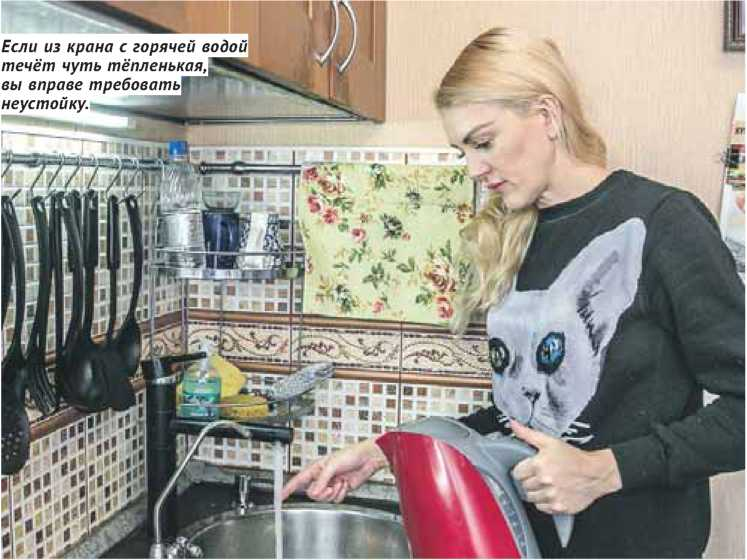 Если из крана с горячей водой
течёт чуть тёпленькая,
вы вправе требовать
неустойку.